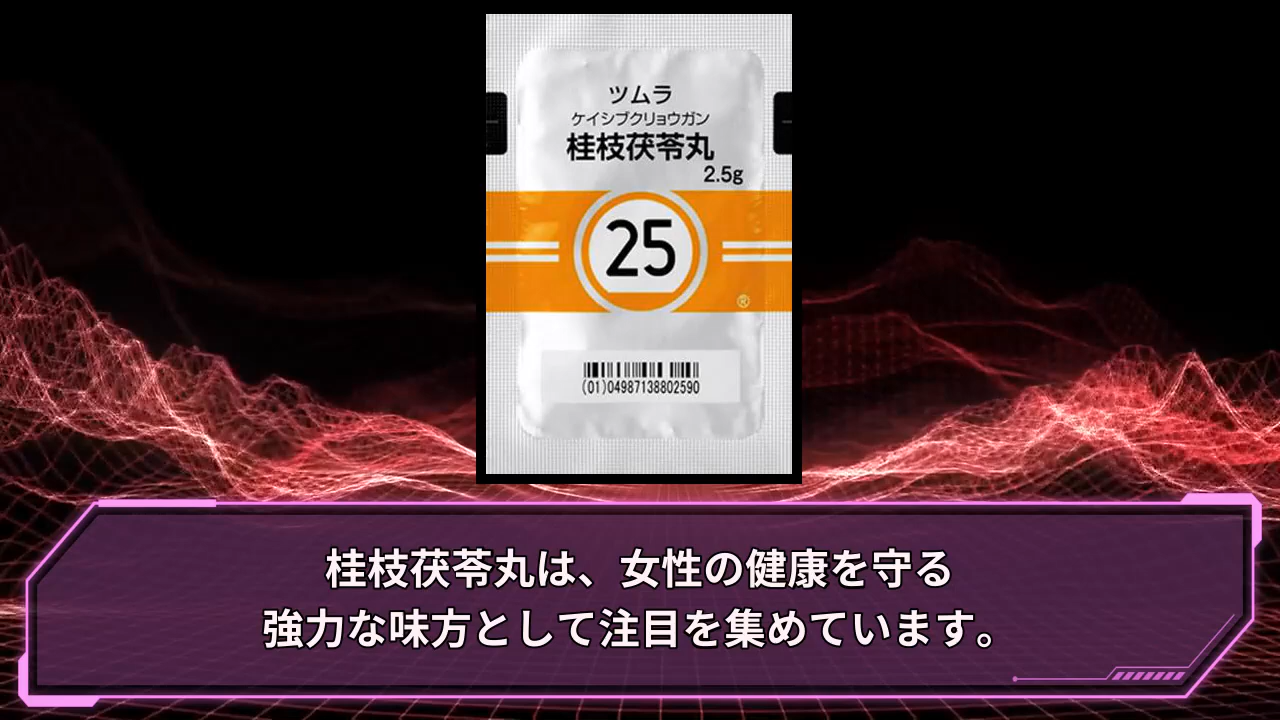 ツムラ
ケイシブクリョウガン
桂枝茯苓丸
2.5g
25
®
(01)04987138802590
桂枝茯苓丸は、女性の健康を守る
強力な味方として注目を集めています。